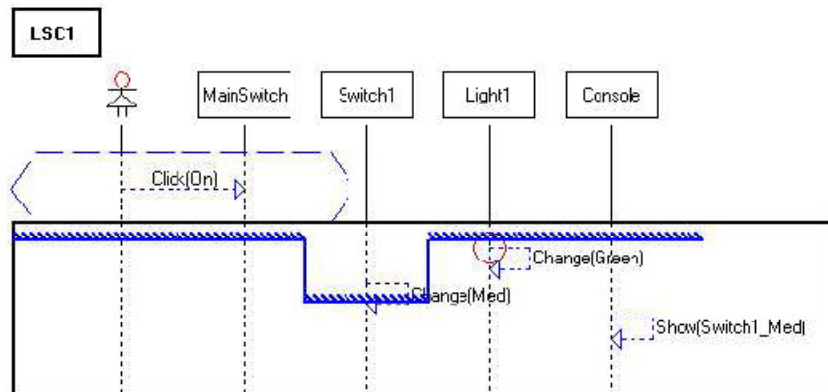 LSC1
MainSwitch
Switch1
Light1
Console
Click(On)
Change(Green)
Change(Med)
Show(Switch1_Med)